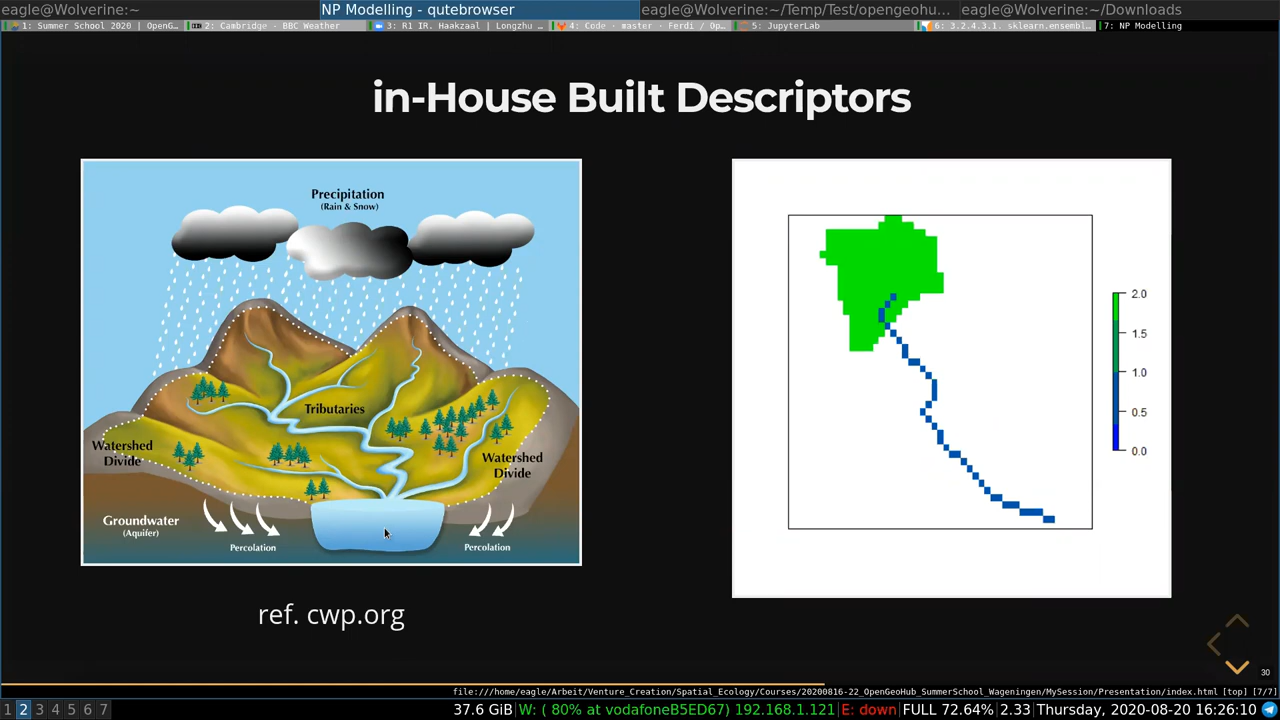 eagle@Wolverine:~
NP Modelling - qutebrowser
eagle@Wolverine:~/Temp/Test/opengeohu...
eagle@Wolverine:~/Downloads
1: Summer School 2020 | OpenG…
2: Cambridge - BBC Weather
3: R1 IR. Haakzaal | Longzhu …
4: Code · master · Ferdi / Op…
5: JupyterLab
6: 3.2.4.3.1. sklearn.ensembl…
7: NP Modelling
in-House Built Descriptors
Precipitation
(Rain & Snow)
Tributaries
Watershed
Divide
Watershed
Divide
Groundwater
(Aquifer)
Percolation
Percolation
2.0
1.5
1.0
0.5
0.0
ref. cwp.org
30
file:///home/eagle/Arbeit/Venture_Creation/Spatial_Ecology/Courses/20200816-22_OpenGeoHub_SummerSchool_Wageningen/MySession/Presentation/index.html [top] [7/7]
1 2 3 4 5 6 7
37.6 GiB | W: ( 80% at vodafoneB5ED67) 192.168.1.121 | E: down | FULL 72.64% | 2.33 | Thursday, 2020-08-20 16:26:10